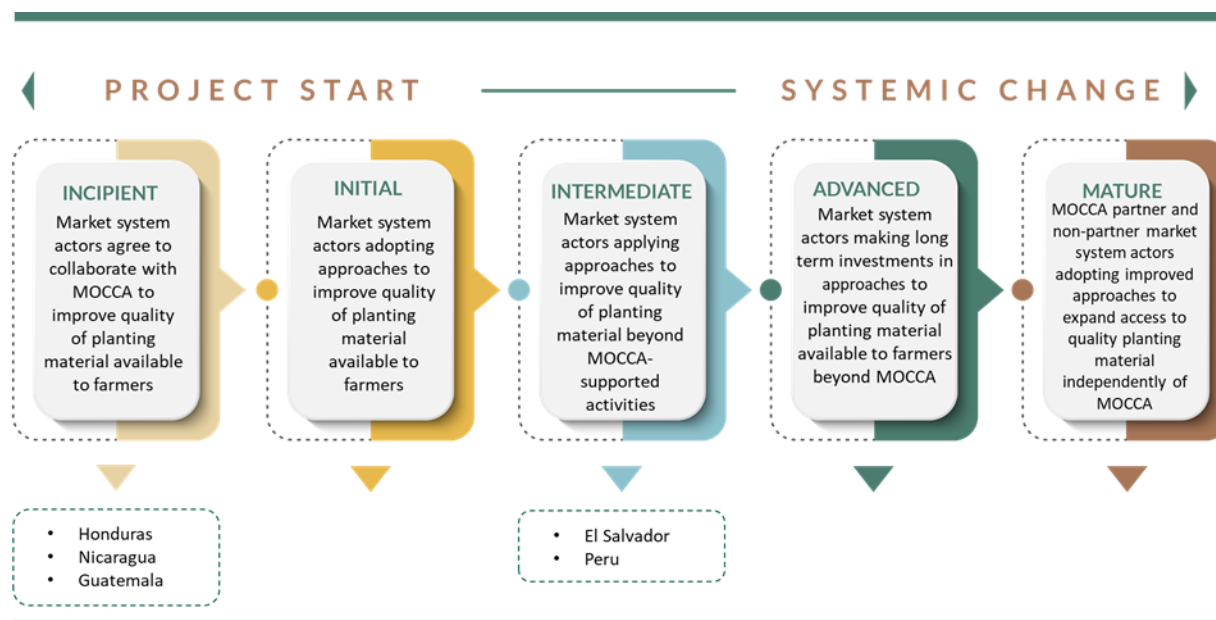 PROJECT START
SYSTEMIC CHANGE
INCIPIENT
Market system
actors agree to
collaborate with
MOCCA to
improve quality
of planting
material available
to farmers
INITIAL
Market system
actors adopting
approaches to
improve quality
of planting
material
available to
farmers
INTERMEDIATE
Market system
actors applying
approaches to
improve quality
of planting
material beyond
MOCCA-
supported
activities
ADVANCED
Market system
actors making long
term investments in
approaches to
improve quality of
planting material
available to farmers
beyond MOCCA
MATURE
MOCCA partner and
non-partner market
system actors
adopting improved
approaches to
expand access to
quality planting
material
independently of
MOCCA
• Honduras
• Nicaragua
• Guatemala
• El Salvador
• Peru